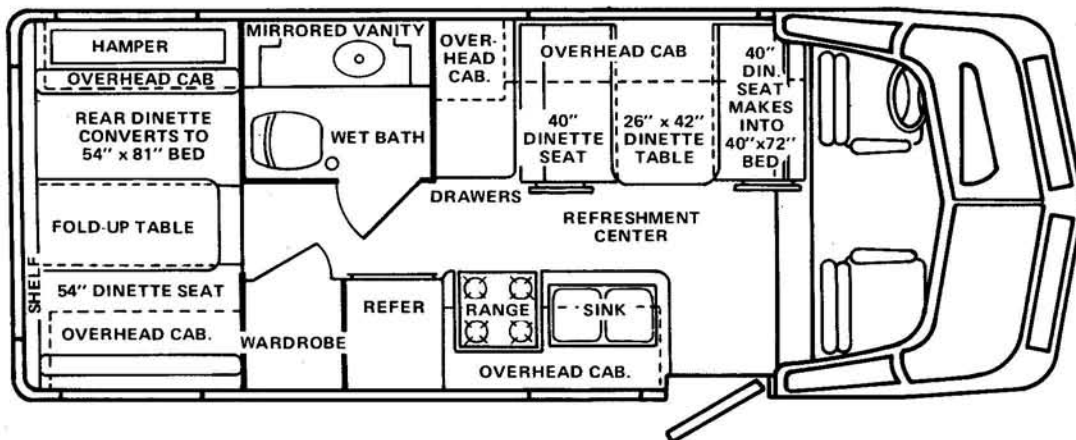 HAMPER
OVERHEAD CAB
REAR DINETTE
CONVERTS TO
54" x 81" BED
FOLD-UP TABLE
SHELF
54" DINETTE SEAT
OVERHEAD CAB.
MIRRORED VANITY
WET BATH
WARDROBE
REFER
OVER-
HEAD
CAB.
DRAWERS
OVERHEAD CAB
40"
DINETTE
SEAT
26" x 42"
DINETTE
TABLE
40"
DIN.
SEAT
MAKES
INTO
40"x72"
BED
REFRESHMENT
CENTER
RANGE
SINK
OVERHEAD CAB.